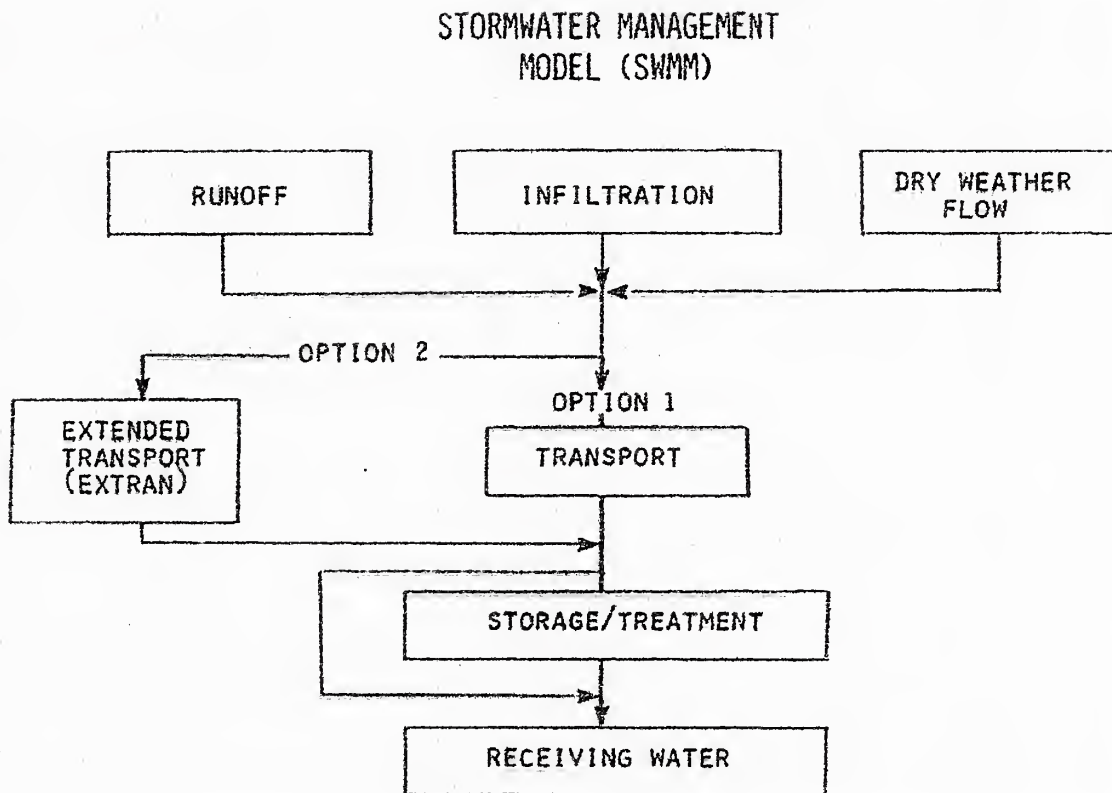 STORMWATER MANAGEMENT
MODEL (SWMM)
RUNOFF
INFILTRATION
DRY WEATHER
FLOW
OPTION 2
OPTION 1
EXTENDED
TRANSPORT
(EXTRAN)
TRANSPORT
STORAGE/TREATMENT
RECEIVING WATER